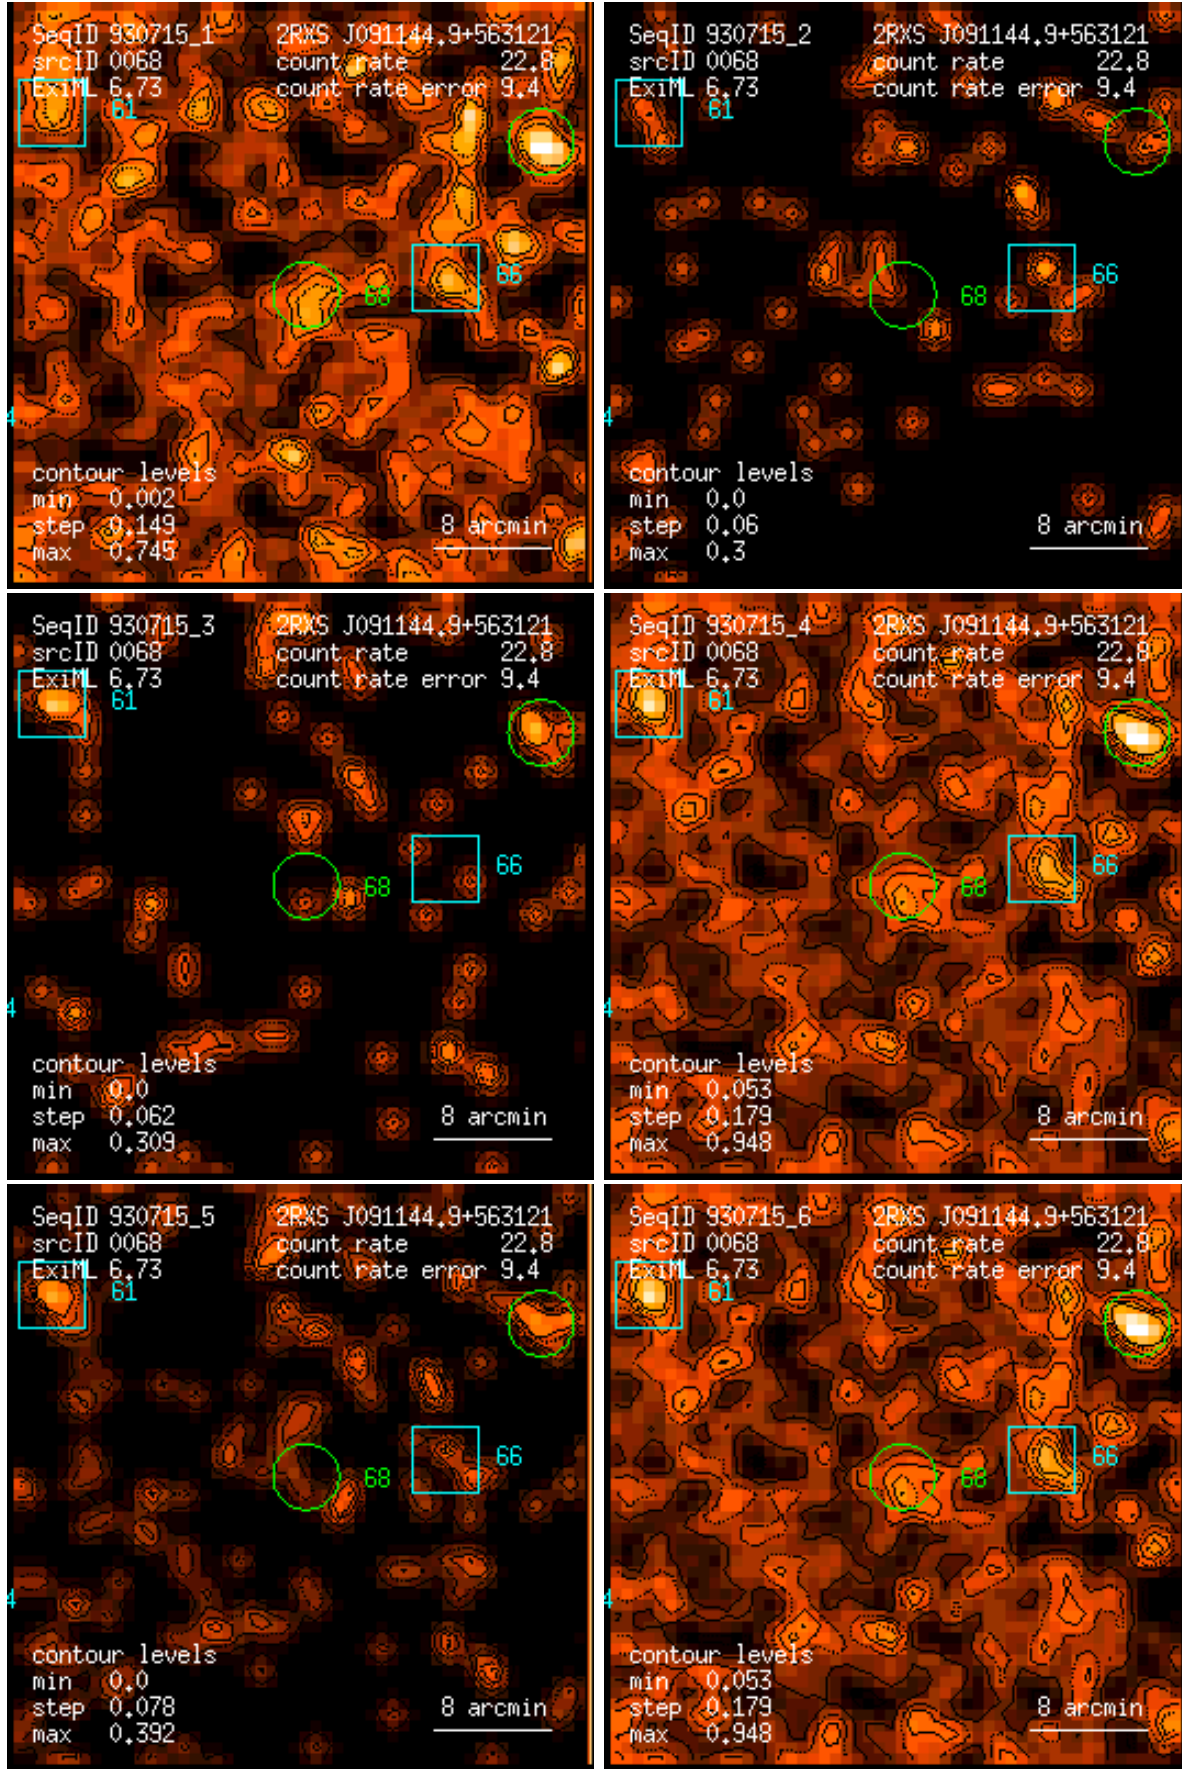 SeqID 930715_1 2RXS J091144.9+563121
srcID 0068 count rate 22.8
ExiML 6.73 count rate error 9.4
61
66
68
4
contour levels
min 0.002
step 0.149 8 arcmin
max 0.745
SeqID 930715_2 2RXS J091144.9+563121
srcID 0068 count rate 22.8
ExiML 6.73 count rate error 9.4
61
66
68
4
contour levels
min 0.0
step 0.06 8 arcmin
max 0.3
SeqID 930715_3 2RXS J091144.9+563121
srcID 0068 count rate 22.8
ExiML 6.73 count rate error 9.4
61
66
68
4
contour levels
min 0.0
step 0.062 8 arcmin
max 0.309
SeqID 930715_4 2RXS J091144.9+563121
srcID 0068 count rate 22.8
ExiML 6.73 count rate error 9.4
61
66
68
4
contour levels
min 0.053
step 0.179 8 arcmin
max 0.948
SeqID 930715_5 2RXS J091144.9+563121
srcID 0068 count rate 22.8
ExiML 6.73 count rate error 9.4
61
66
68
4
contour levels
min 0.0
step 0.078 8 arcmin
max 0.392
SeqID 930715_6 2RXS J091144.9+563121
srcID 0068 count rate 22.8
ExiML 6.73 count rate error 9.4
61
66
68
4
contour levels
min 0.053
step 0.179 8 arcmin
max 0.948